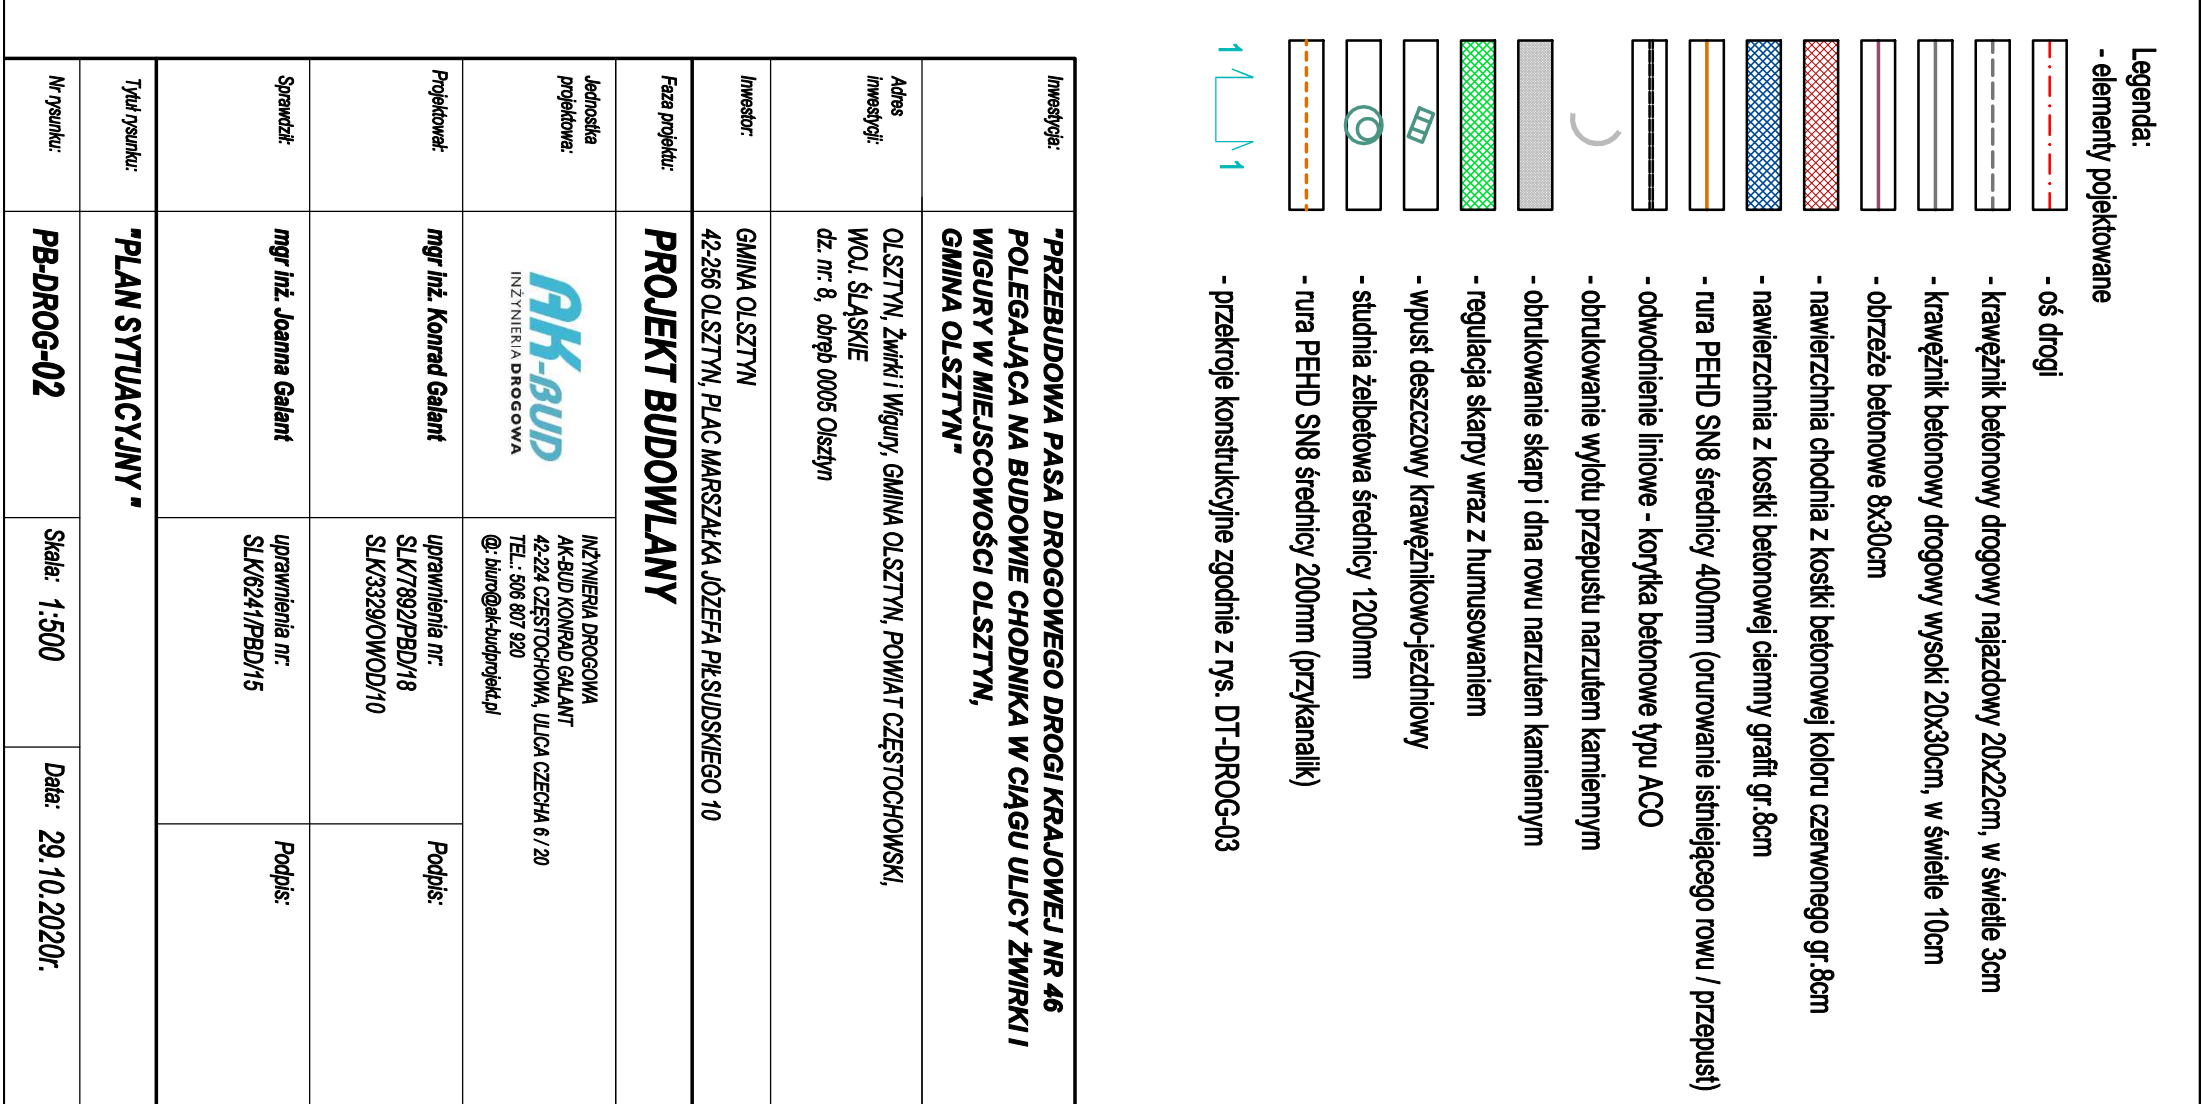 Legenda:
- elementy pojektowane
- oś drogi
- krawężnik betonowy drogowy najazdowy 20x22cm, w świetle 3cm
- krawężnik betonowy drogowy wysoki 20x30cm, w świetle 10cm
- obrzeże betonowe 8x30cm
- nawierzchnia chodnia z kostki betonowej koloru czerwonego gr.8cm
- nawierzchnia z kostki betonowej ciemny grafit gr.8cm
- rura PEHD SN8 średnicy 400mm (orurowanie istniejącego rowu / przepust)
- odwodnienie liniowe - korytka betonowe typu ACO
- obrukowanie wylotu przepustu narzutem kamiennym
- obrukowanie skarp i dna rowu narzutem kamiennym
- regulacja skarpy wraz z humusowaniem
- wpust deszczowy krawężnikowo-jezdniowy
- studnia żelbetowa średnicy 1200mm
- rura PEHD SN8 średnicy 200mm (przykanalik)
1 1 - przekroje konstrukcyjne zgodnie z rys. DT-DROG-03
Inwestycja:
"PRZEBUDOWA PASA DROGOWEGO DROGI KRAJOWEJ NR 46
POLEGAJĄCA NA BUDOWIE CHODNIKA W CIĄGU ULICY ŻWIRKI I
WIGURY W MIEJSCOWOŚCI OLSZTYN,
GMINA OLSZTYN"
Adres
inwestycji:
OLSZTYN, Żwirki i Wigury, GMINA OLSZTYN, POWIAT CZĘSTOCHOWSKI,
WOJ. ŚLĄSKIE
dz. nr: 8, obręb 0005 Olsztyn
Inwestor:
GMINA OLSZTYN
42-256 OLSZTYN, PLAC MARSZAŁKA JÓZEFA PIŁSUDSKIEGO 10
Faza projektu:
PROJEKT BUDOWLANY
Jednostka
projektowa:
AK-BUD
INŻYNIERIA DROGOWA
INŻYNIERIA DROGOWA
AK-BUD KONRAD GALANT
42-224 CZĘSTOCHOWA, ULICA CZECHA 6 / 20
TEL.: 506 807 920
@: biuro@ak-budprojekt.pl
Projektował:
mgr inż. Konrad Galant
uprawnienia nr:
SLK/7892/PBD/18
SLK/3329/OWOD/10
Podpis:
Sprawdził:
mgr inż. Joanna Galant
uprawnienia nr:
SLK/6241/PBD/15
Podpis:
Tytuł rysunku:
"PLAN SYTUACYJNY"
Nr rysunku:
PB-DROG-02
Skala: 1:500
Data: 29.10.2020r.